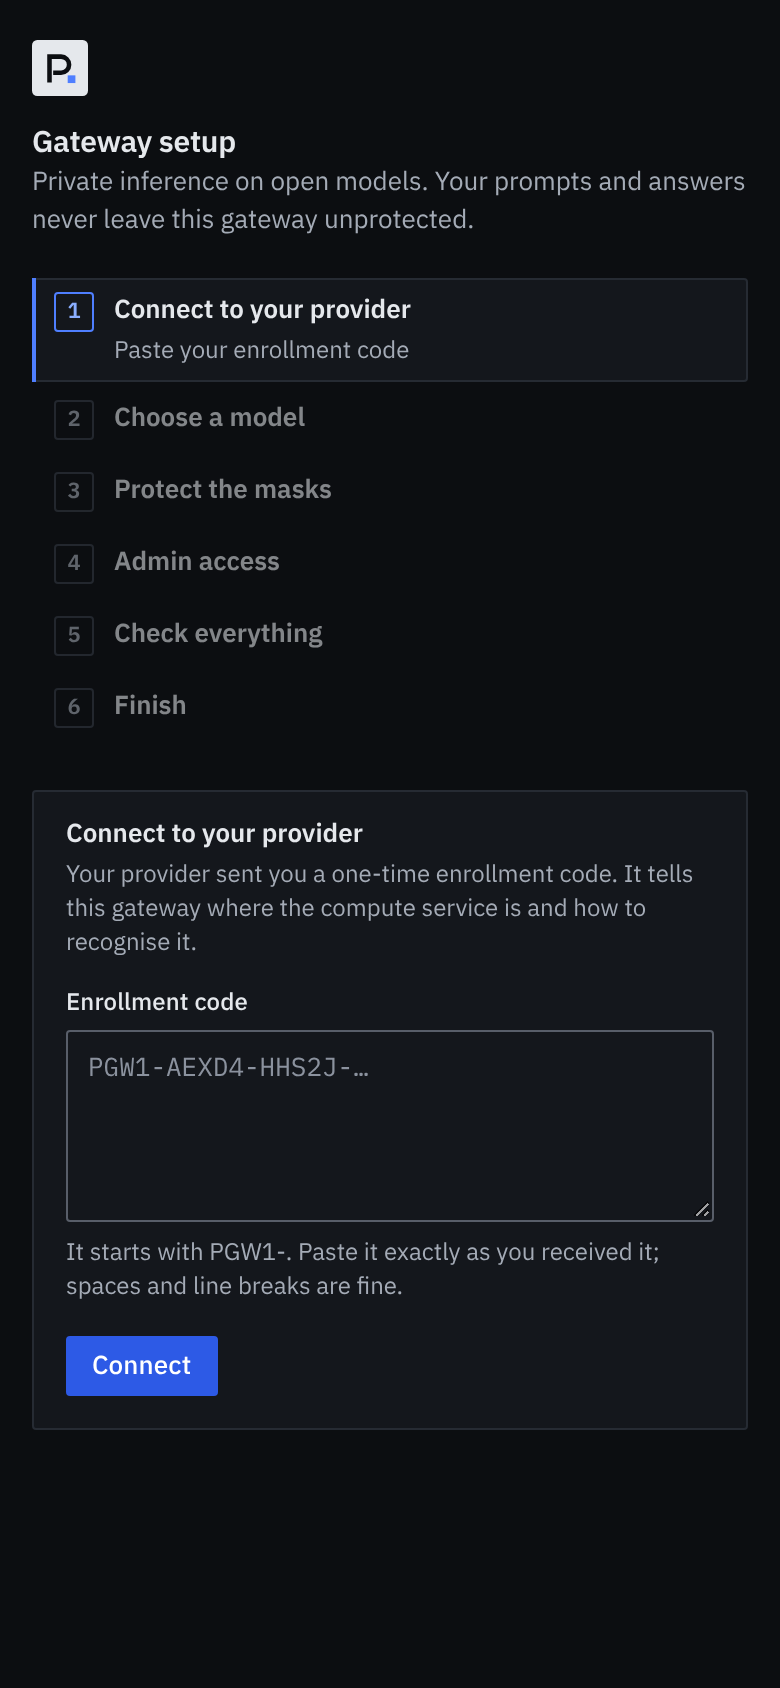 P.
Gateway setup
Private inference on open models. Your prompts and answers
never leave this gateway unprotected.
1 Connect to your provider
Paste your enrollment code
2 Choose a model
3 Protect the masks
4 Admin access
5 Check everything
6 Finish
Connect to your provider
Your provider sent you a one-time enrollment code. It tells
this gateway where the compute service is and how to
recognise it.
Enrollment code
PGW1-AEXD4-HHS2J-…
It starts with PGW1-. Paste it exactly as you received it;
spaces and line breaks are fine.
Connect